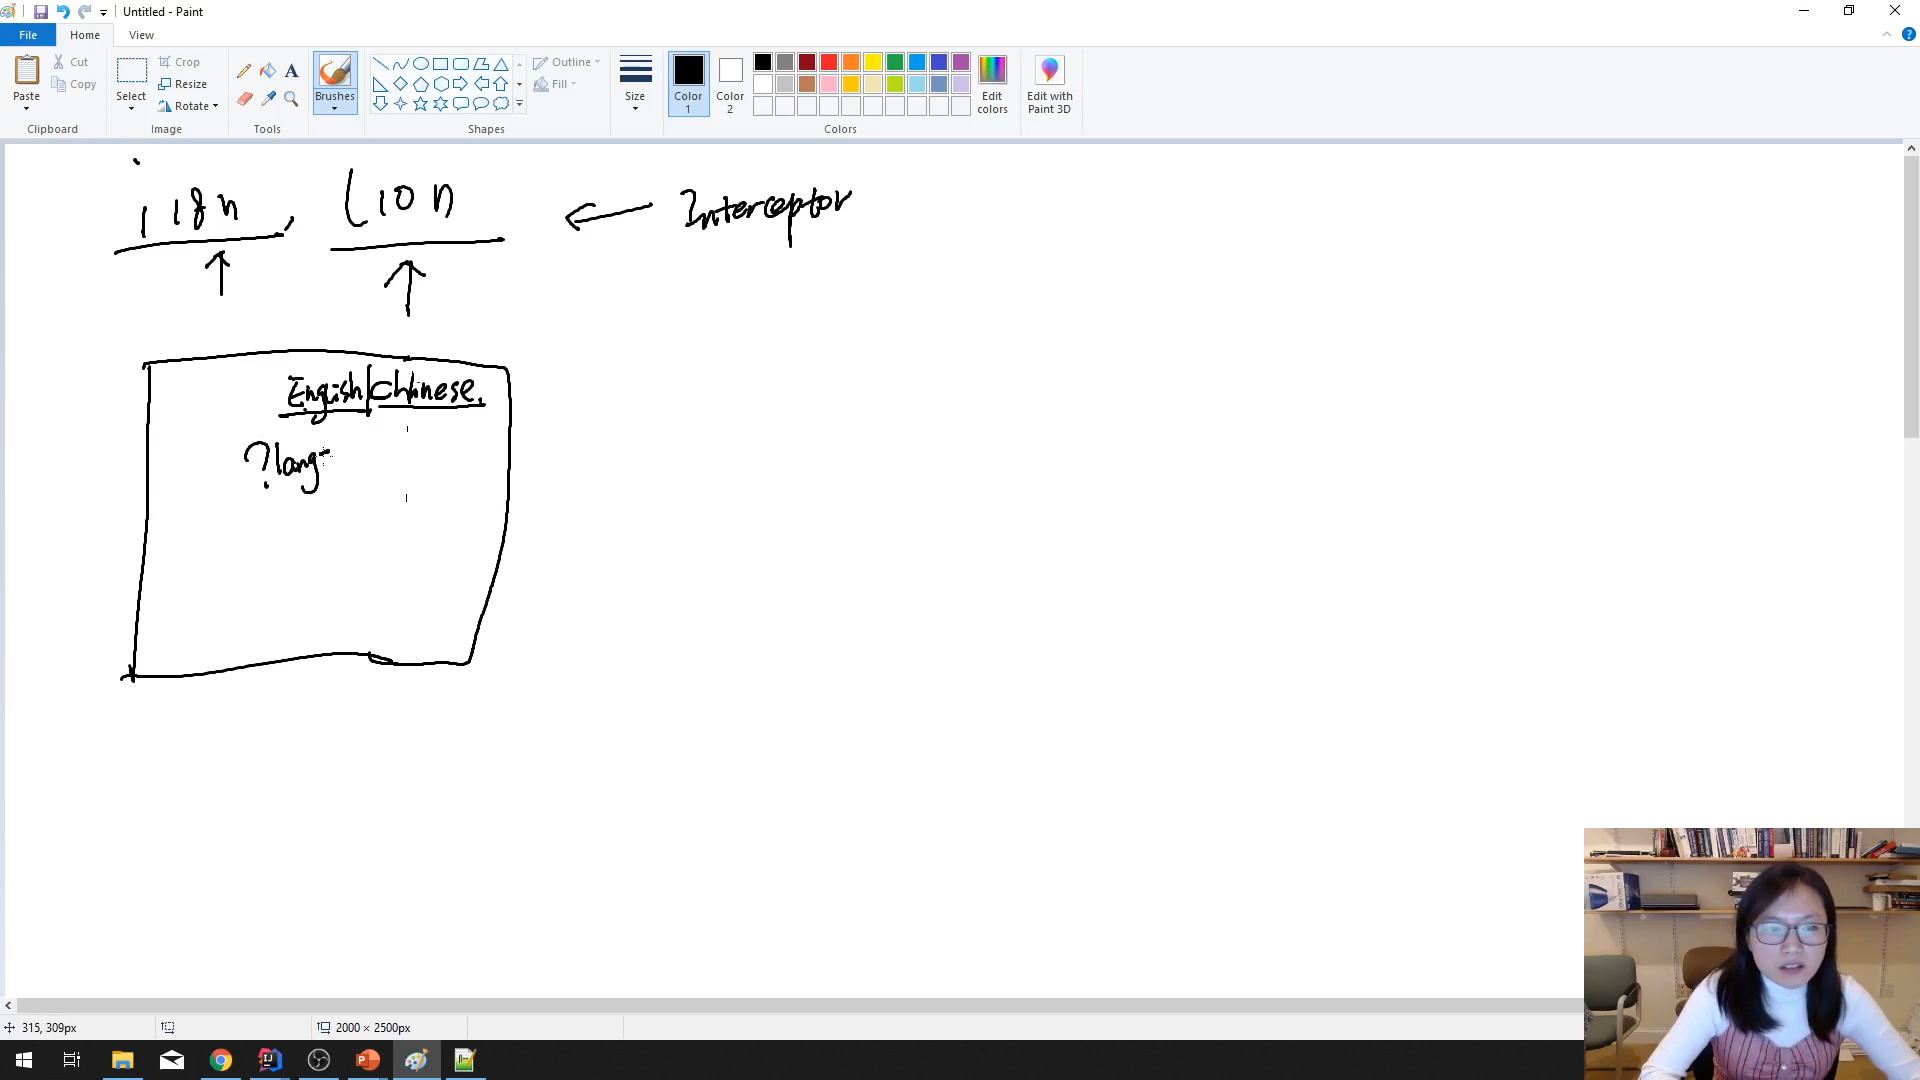 Untitled - Paint
File Home View
Paste
Cut
Copy
Clipboard
Select
Crop
Resize
Rotate
Image
Tools
Brushes
Shapes
Outline
Fill
Size
Color 1
Color 2
Edit colors
Colors
Edit with Paint 3D
i18n, L10n ← Interceptor
Engish|Chinese.
?lang=
315, 309px
2000 × 2500px